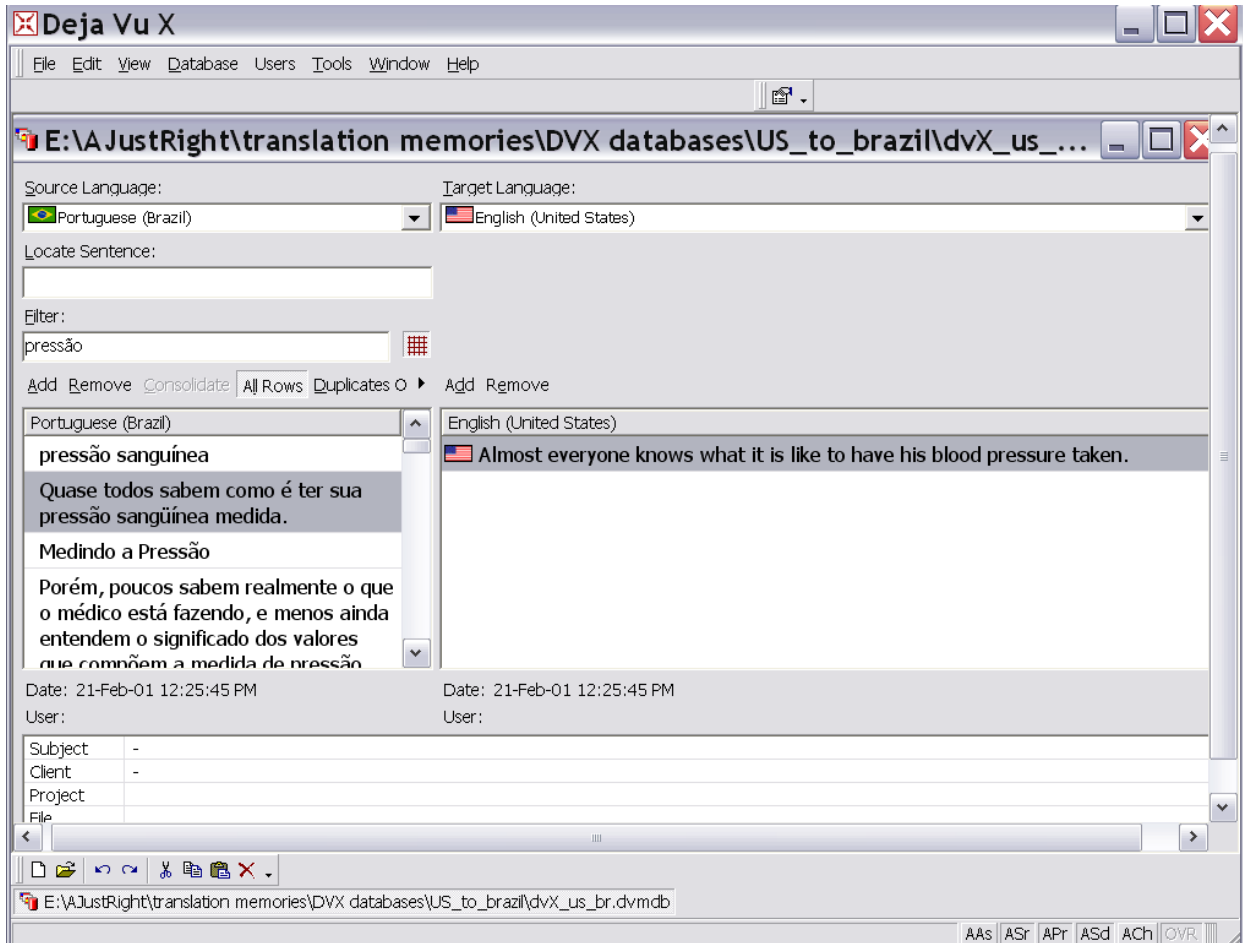 Deja Vu X
File Edit View Database Users Tools Window Help
E:\AJustRight\translation memories\DVX databases\US_to_brazil\dvX_us_...
Source Language:
Target Language:
Portuguese (Brazil)
English (United States)
Locate Sentence:
Filter:
pressão
Add Remove Consolidate All Rows Duplicates O
Add Remove
Portuguese (Brazil)
English (United States)
pressão sanguínea
Almost everyone knows what it is like to have his blood pressure taken.
Quase todos sabem como é ter sua
pressão sangüínea medida.
Medindo a Pressão
Porém, poucos sabem realmente o que
o médico está fazendo, e menos ainda
entendem o significado dos valores
que compõem a medida de pressão
Date: 21-Feb-01 12:25:45 PM
Date: 21-Feb-01 12:25:45 PM
User:
User:
Subject -
Client -
Project
File
E:\AJustRight\translation memories\DVX databases\US_to_brazil\dvX_us_br.dvmdb
AAs ASr APr ASd ACh OVR